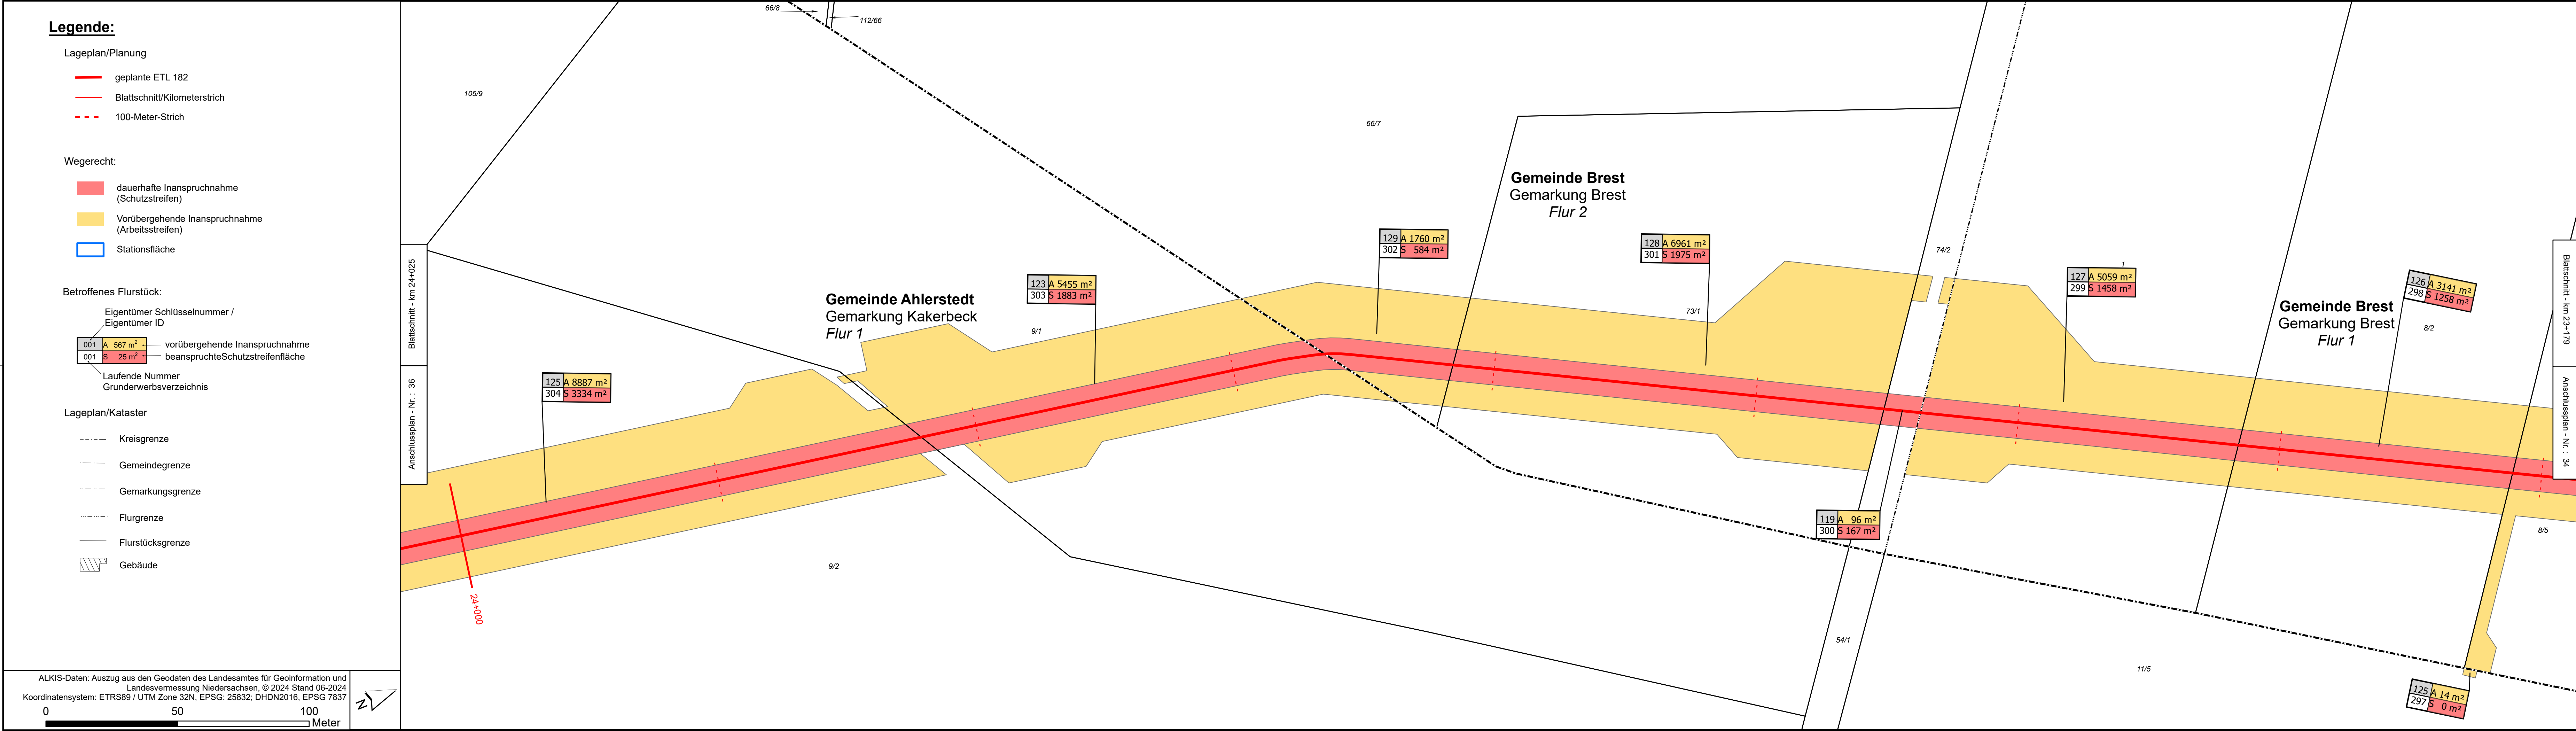 Legende:
Lageplan/Planung
geplante ETL 182
Blattschnitt/Kilometerstrich
100-Meter-Strich
Wegerecht:
dauerhafte Inanspruchnahme
(Schutzstreifen)
Vorübergehende Inanspruchnahme
(Arbeitsstreifen)
Stationsfläche
Betroffenes Flurstück:
Eigentümer Schlüsselnummer /
Eigentümer ID
001 A 567 m²
vorübergehende Inanspruchnahme
001 S 25 m²
beanspruchteSchutzstreifenfläche
Laufende Nummer
Grunderwerbsverzeichnis
Lageplan/Kataster
Kreisgrenze
Gemeindegrenze
Gemarkungsgrenze
Flurgrenze
Flurstücksgrenze
Gebäude
ALKIS-Daten: Auszug aus den Geodaten des Landesamtes für Geoinformation und
Landesvermessung Niedersachsen, © 2024 Stand 06-2024
Koordinatensystem: ETRS89 / UTM Zone 32N, EPSG: 25832; DHDN2016, EPSG 7837
0 50 100
Meter
N
Blattschnitt - km 24+025
Anschlussplan - Nr. : 36
105/9
66/8
112/66
66/7
24+000
125 A 8887 m²
304 S 3334 m²
Gemeinde Ahlerstedt
Gemarkung Kakerbeck
Flur 1
9/1
9/2
123 A 5455 m²
303 S 1883 m²
129 A 1760 m²
302 S 584 m²
Gemeinde Brest
Gemarkung Brest
Flur 2
128 A 6961 m²
301 S 1975 m²
73/1
74/2
119 A 96 m²
300 S 167 m²
54/1
1
127 A 5059 m²
299 S 1458 m²
Gemeinde Brest
Gemarkung Brest
Flur 1
126 A 3141 m²
298 S 1258 m²
8/2
8/5
11/5
125 A 14 m²
297 S 0 m²
Blattschnitt - km 23+179
Anschlussplan - Nr. : 34